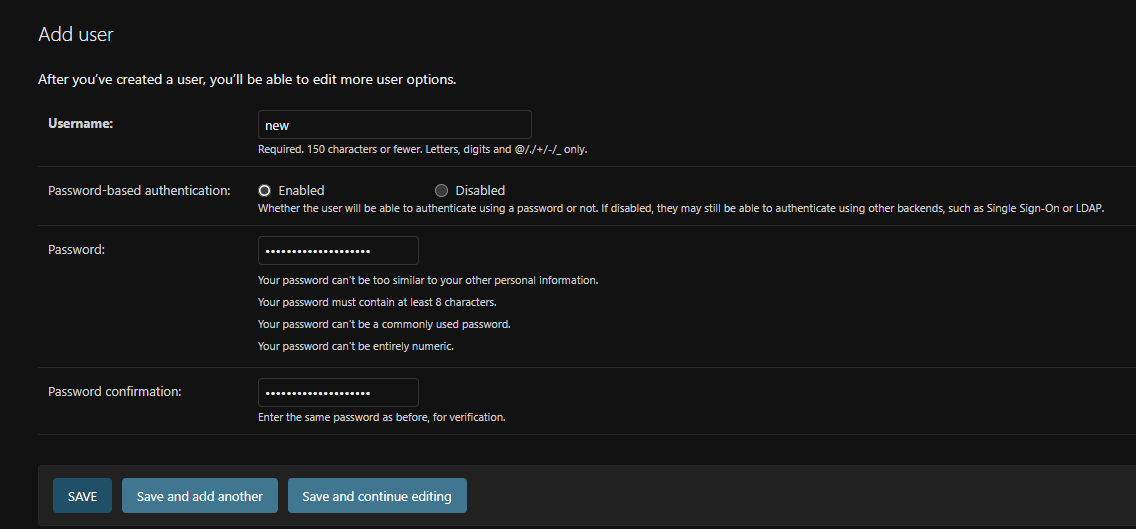 Add user
After you've created a user, you'll be able to edit more user options.
Username:
new
Required. 150 characters or fewer. Letters, digits and @/./+/-/_ only.
Password-based authentication:
Enabled
Disabled
Whether the user will be able to authenticate using a password or not. If disabled, they may still be able to authenticate using other backends, such as Single Sign-On or LDAP.
Password:
••••••••••••••••••••
Your password can't be too similar to your other personal information.
Your password must contain at least 8 characters.
Your password can't be a commonly used password.
Your password can't be entirely numeric.
Password confirmation:
••••••••••••••••••••
Enter the same password as before, for verification.
SAVE
Save and add another
Save and continue editing